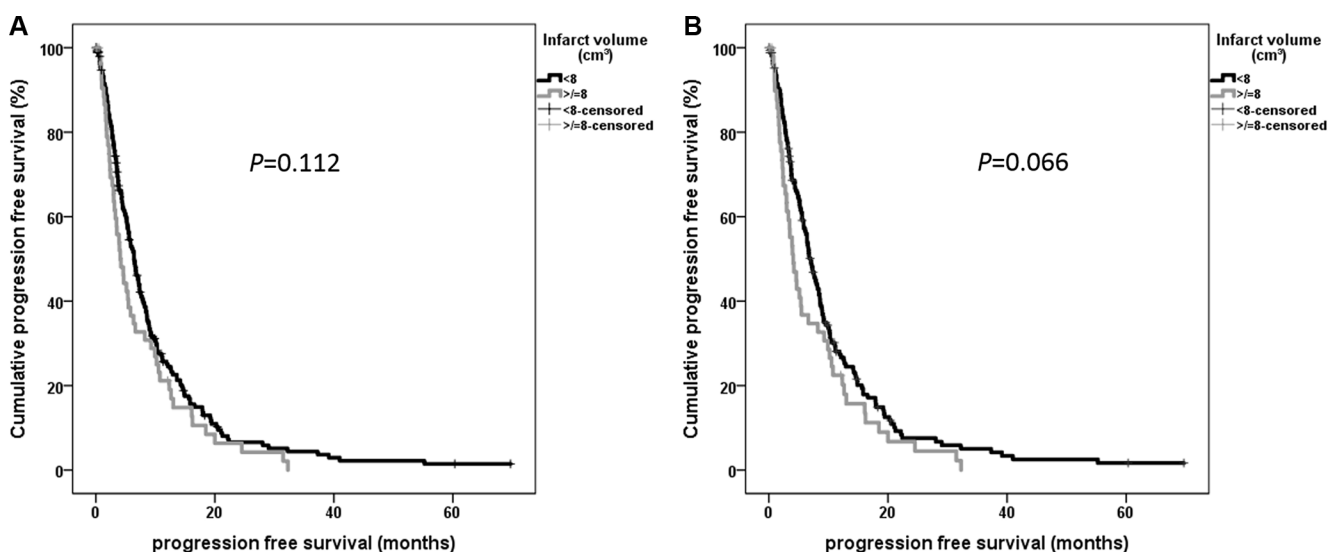 A
Cumulative progression free survival (%)
100
80
60
40
20
0
P=0.112
Infarct volume
(cm³)
<8
>/=8
<8-censored
>/=8-censored
0 20 40 60
progression free survival (months)
B
Cumulative progression free survival (%)
100
80
60
40
20
0
P=0.066
Infarct volume
(cm³)
<8
>/=8
<8-censored
>/=8-censored
0 20 40 60
progression free survival (months)